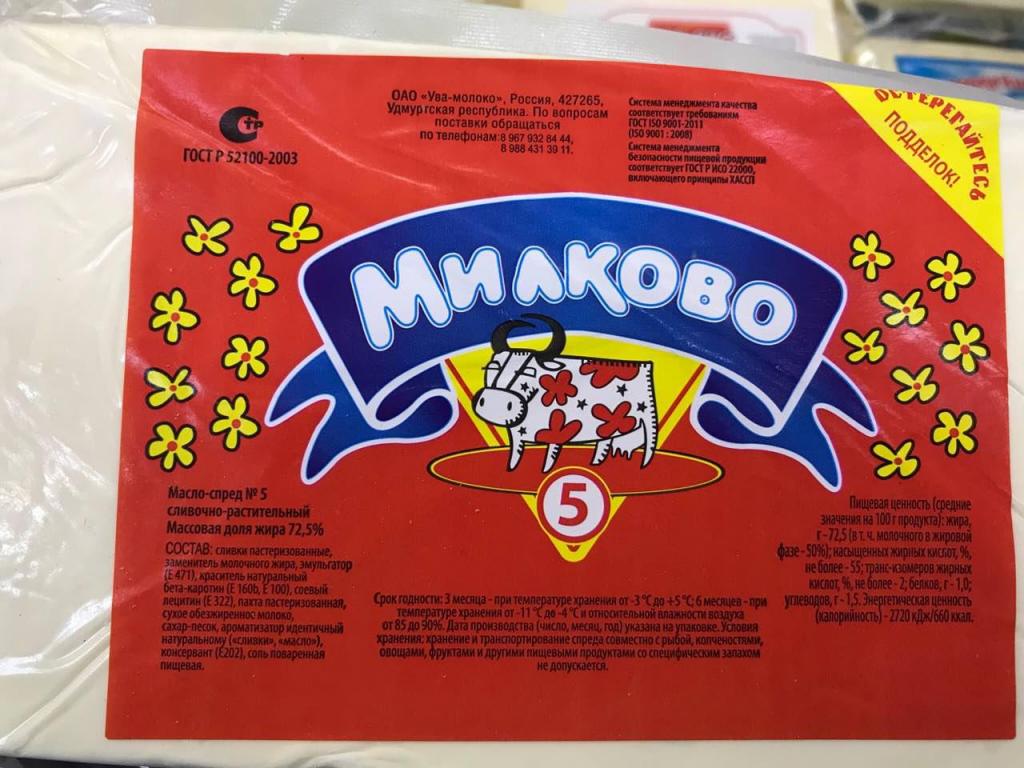 СТР
ГОСТ Р 52100-2003
ОАО «Ува-молоко», Россия, 427265,
Удмуртская республика. По вопросам
поставки обращаться
по телефонам: 8 967 932 84 44,
8 988 431 39 11.
Система менеджмента качества
соответствует требованиям
ГОСТ ISO 9001-2011
(ISO 9001 : 2008)
Система менеджмента
безопасности пищевой продукции
соответствует ГОСТ Р ИСО 22000,
включающего принципы ХАССП
ОСТЕРЕГАЙТЕСЬ
ПОДДЕЛОК!
МИЛКОВО
5
Масло-спред № 5
сливочно-растительный
Массовая доля жира 72,5%
СОСТАВ: сливки пастеризованные,
заменитель молочного жира, эмульгатор
(Е 471), краситель натуральный
бета-каротин (Е 160b, Е 100), соевый
лецитин (Е 322), пахта пастеризованная,
сухое обезжиренное молоко,
сахар-песок, ароматизатор идентичный
натуральному («сливки», «масло»),
консервант (Е202), соль поваренная
пищевая.
Срок годности: 3 месяца - при температуре хранения от -3 °С до +5 °С; 6 месяцев - при
температуре хранения от -11 °С до -4 °С и относительной влажности воздуха
от 85 до 90%. Дата производства (число, месяц, год) указана на упаковке. Условия
хранения: хранение и транспортирование спреда совместно с рыбой, копченостями,
овощами, фруктами и другими пищевыми продуктами со специфическим запахом
не допускается.
Пищевая ценность (средние
значения на 100 г продукта): жира,
г - 72,5 (в т. ч. молочного в жировой
фазе - 50%); насыщенных жирных кислот, %,
не более - 55; транс-изомеров жирных
кислот, %, не более - 2; белков, г - 1,0;
углеводов, г - 1,5. Энергетическая ценность
(калорийность) - 2720 кДж/660 ккал.